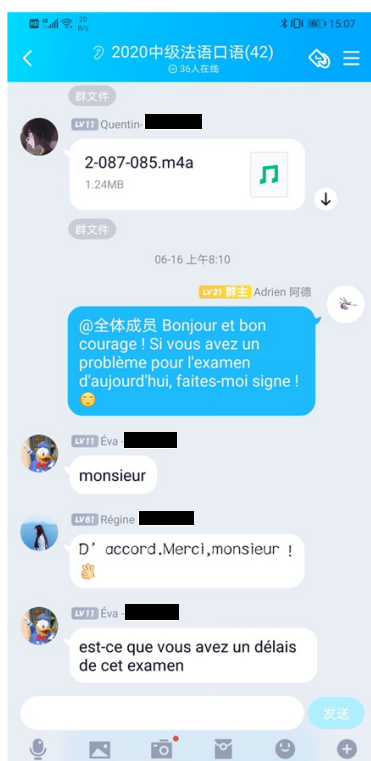 HD 4G 20 B/s 60 15:07
2020中级法语口语(42)
36人在线
群文件
LV11 Quentin-
2-087-085.m4a
1.24MB
群文件
06-16 上午8:10
LV21 群主 Adrien 阿德
@全体成员 Bonjour et bon
courage ! Si vous avez un
problème pour l'examen
d'aujourd'hui, faites-moi signe !
LV11 Éva -
monsieur
LV81 Régine
D’accord.Merci,monsieur !
LV11 Éva -
est-ce que vous avez un délais
de cet examen
发送